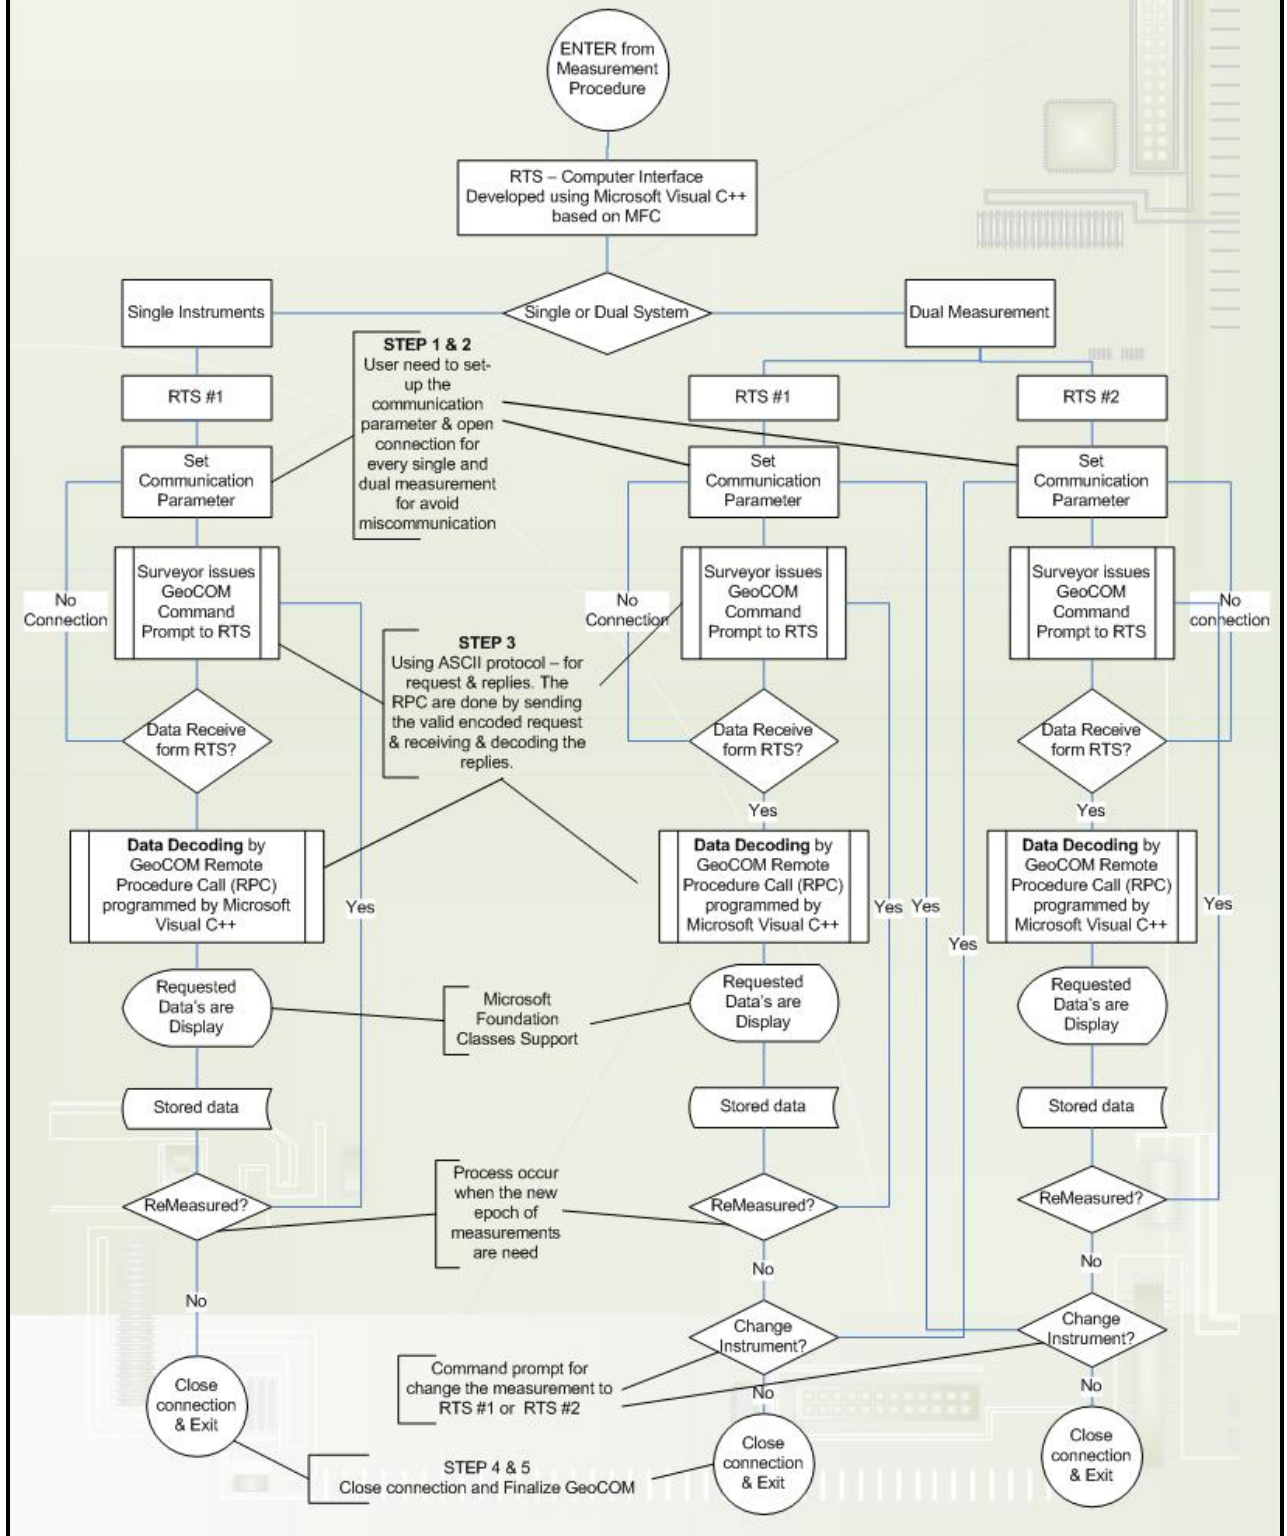 ENTER from
Measurement
Procedure
RTS – Computer Interface
Developed using Microsoft Visual C++
based on MFC
Single Instruments
Single or Dual System
Dual Measurement
STEP 1 & 2
User need to set-
up the
communication
parameter & open
connection for
every single and
dual measurement
for avoid
miscommunication
RTS #1
RTS #1
RTS #2
Set
Communication
Parameter
Set
Communication
Parameter
Set
Communication
Parameter
Surveyor issues
GeoCOM
Command
Prompt to RTS
Surveyor issues
GeoCOM
Command
Prompt to RTS
Surveyor issues
GeoCOM
Command
Prompt to RTS
No
Connection
No
Connection
No
connection
STEP 3
Using ASCII protocol – for
request & replies. The
RPC are done by sending
the valid encoded request
& receiving & decoding the
replies.
Data Receive
form RTS?
Data Receive
form RTS?
Data Receive
form RTS?
Yes
Yes
Data Decoding by
GeoCOM Remote
Procedure Call (RPC)
programmed by Microsoft
Visual C++
Yes
Data Decoding by
GeoCOM Remote
Procedure Call (RPC)
programmed by
Microsoft Visual C++
Yes
Yes
Yes
Data Decoding by
GeoCOM Remote
Procedure Call (RPC)
programmed by
Microsoft Visual C++
Yes
Requested
Data's are
Display
Microsoft
Foundation
Classes Support
Requested
Data's are
Display
Requested
Data's are
Display
Stored data
Stored data
Stored data
ReMeasured?
Process occur
when the new
epoch of
measurements
are need
ReMeasured?
ReMeasured?
No
No
No
Change
Instrument?
Change
Instrument?
Command prompt for
change the measurement to
RTS #1 or RTS #2
No
No
Close
connection
& Exit
Close
connection
& Exit
Close
connection
& Exit
STEP 4 & 5
Close connection and Finalize GeoCOM